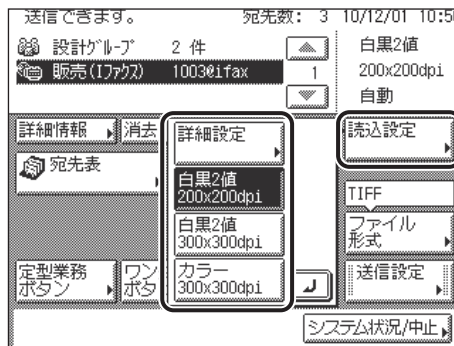 送信できます。 宛先数: 3 10/12/01 10:5
設計グループ 2 件
販売(Iファクス) 1003@ifax 1
白黒2値
200x200dpi
自動
詳細情報
消去
詳細設定
読込設定
宛先表
白黒2値
200x200dpi
TIFF
白黒2値
300x300dpi
ファイル
形式
定型業務
ボタン
ワン
ボタ
カラー
300x300dpi
送信設定
システム状況/中止